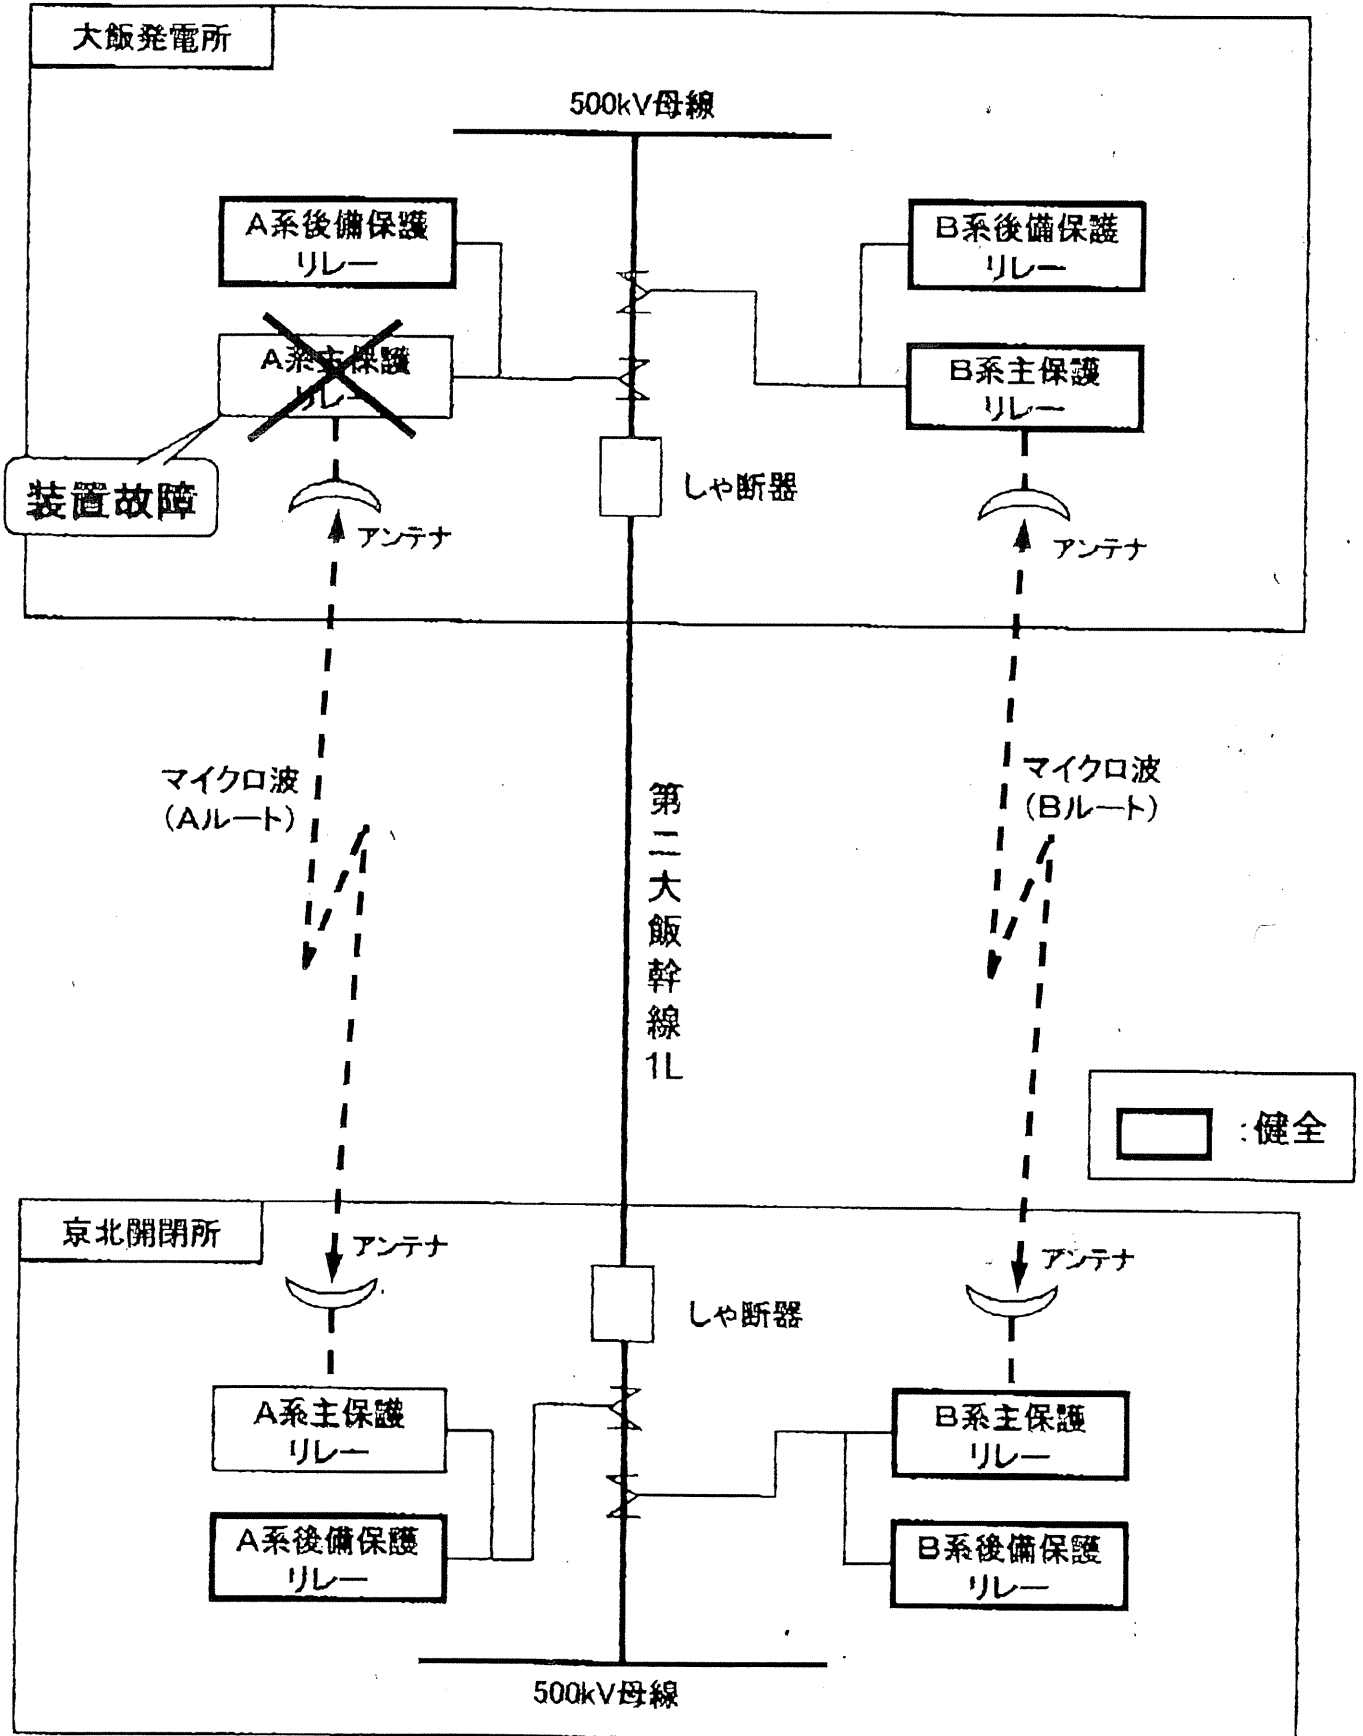 大飯発電所
500kV母線
A系後備保護
リレー
B系後備保護
リレー
A系主保護
リレー
B系主保護
リレー
装置故障
しゃ断器
アンテナ
アンテナ
マイクロ波
(Aルート)
第二大飯幹線1L
マイクロ波
(Bルート)
:健全
京北開閉所
アンテナ
アンテナ
しゃ断器
A系主保護
リレー
B系主保護
リレー
A系後備保護
リレー
B系後備保護
リレー
500kV母線